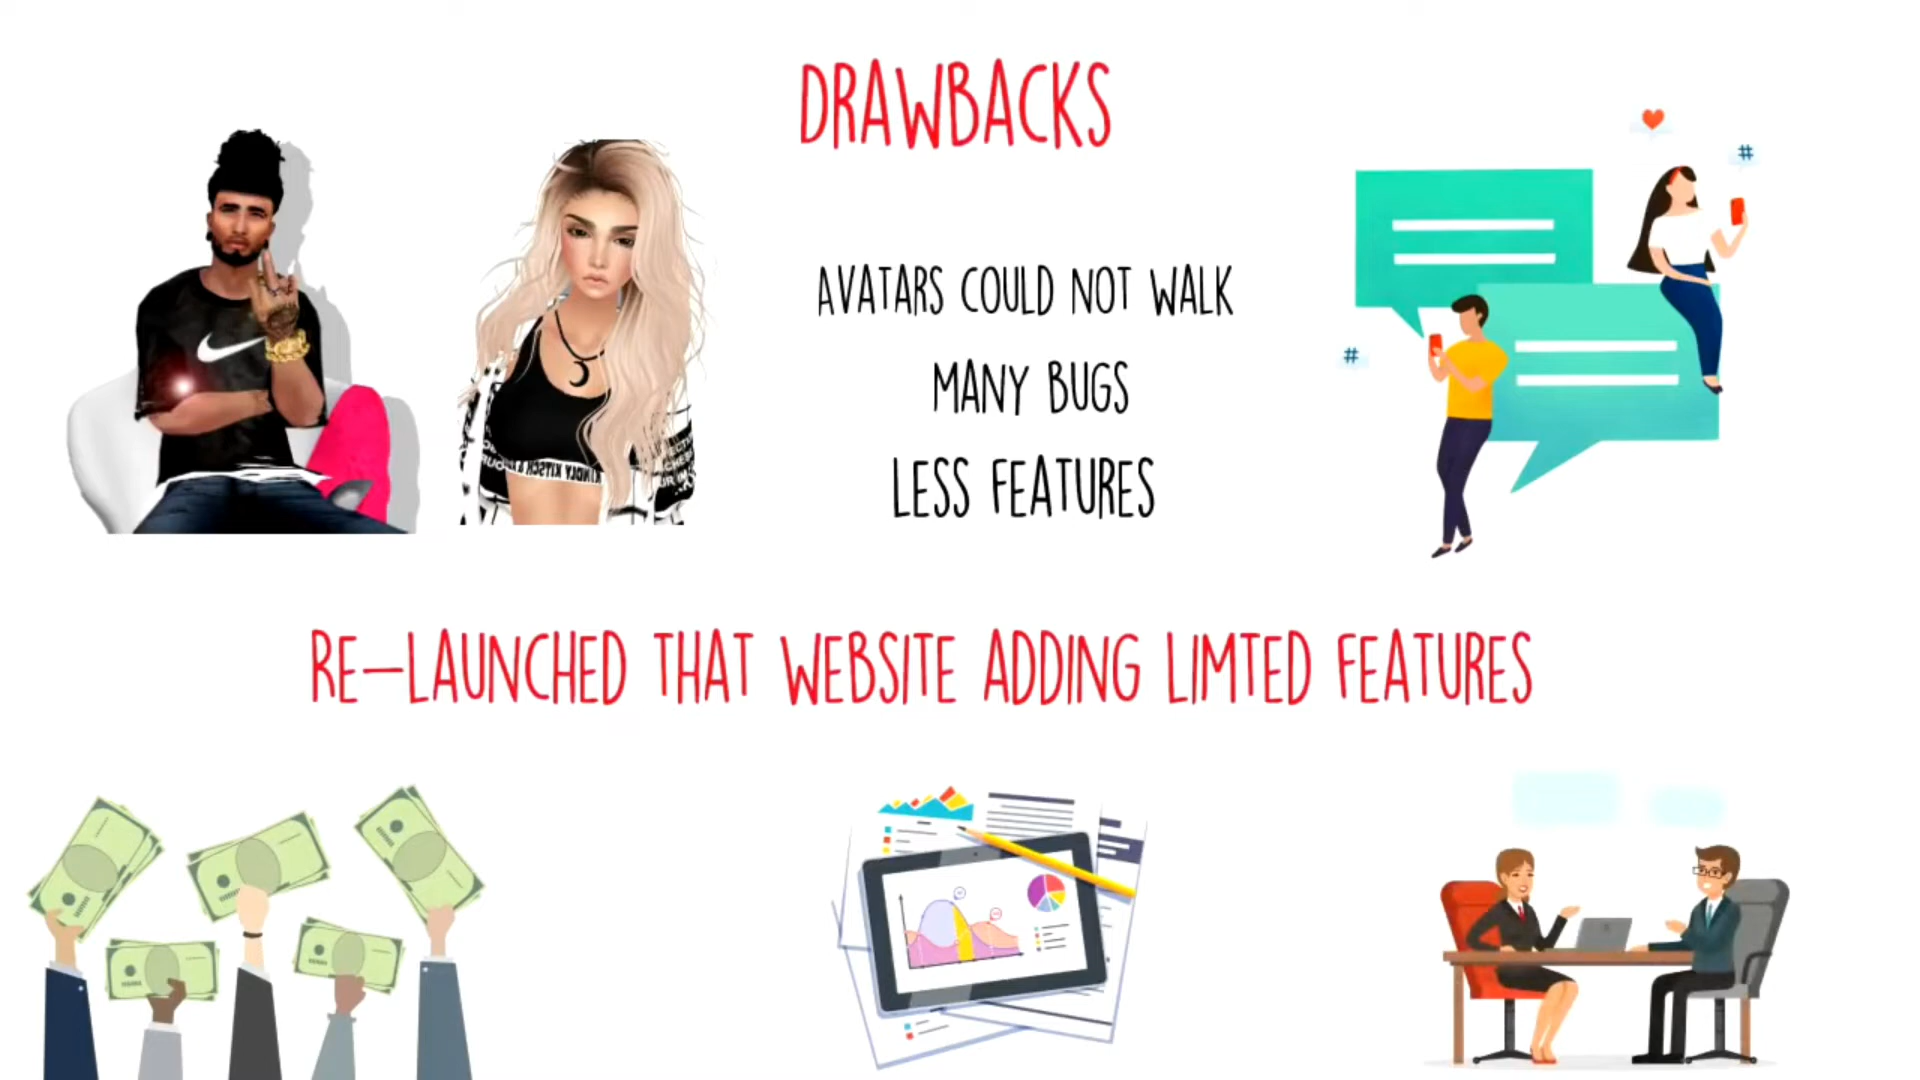 DRAWBACKS
AVATARS COULD NOT WALK
MANY BUGS
LESS FEATURES
#
#
RE-LAUNCHED THAT WEBSITE ADDING LIMTED FEATURES